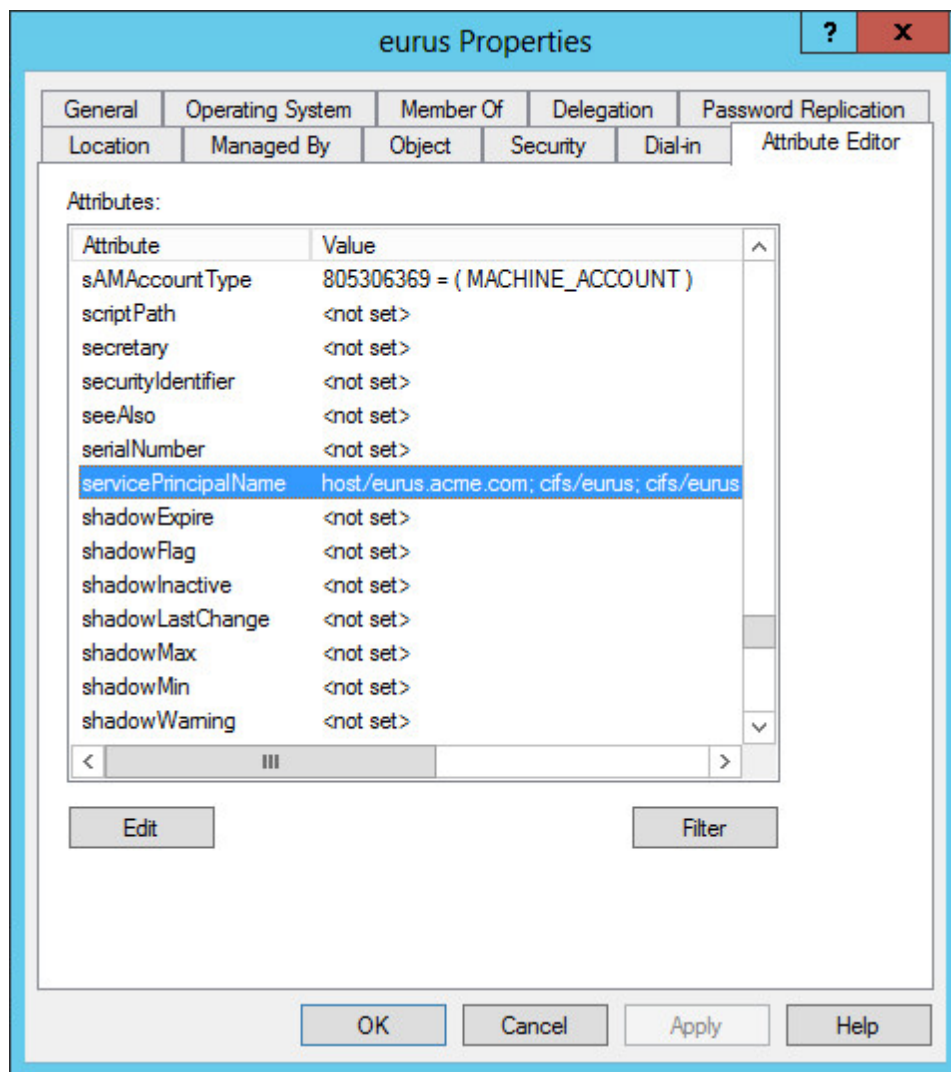 eurus Properties
? x
General Operating System Member Of Delegation Password Replication
Location Managed By Object Security Dial-in Attribute Editor
Attributes:
Attribute Value
sAMAccountType 805306369 = ( MACHINE_ACCOUNT )
scriptPath <not set>
secretary <not set>
securityIdentifier <not set>
seeAlso <not set>
serialNumber <not set>
servicePrincipalName host/eurus.acme.com; cifs/eurus; cifs/eurus
shadowExpire <not set>
shadowFlag <not set>
shadowInactive <not set>
shadowLastChange <not set>
shadowMax <not set>
shadowMin <not set>
shadowWarning <not set>
Edit Filter
OK Cancel Apply Help